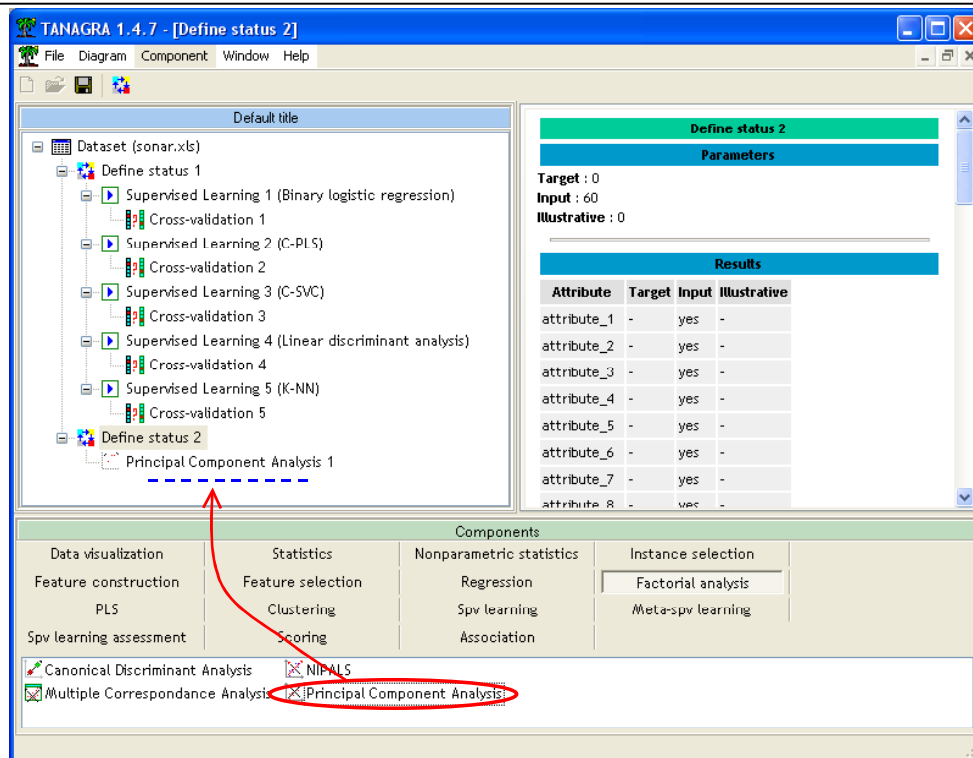 TANAGRA 1.4.7 - [Define status 2]
File Diagram Component Window Help
Default title
Dataset (sonar.xls)
Define status 1
Supervised Learning 1 (Binary logistic regression)
Cross-validation 1
Supervised Learning 2 (C-PLS)
Cross-validation 2
Supervised Learning 3 (C-SVC)
Cross-validation 3
Supervised Learning 4 (Linear discriminant analysis)
Cross-validation 4
Supervised Learning 5 (K-NN)
Cross-validation 5
Define status 2
Principal Component Analysis 1
Define status 2
Parameters
Target : 0
Input : 60
Illustrative : 0
Results
Attribute Target Input Illustrative
attribute_1 - yes -
attribute_2 - yes -
attribute_3 - yes -
attribute_4 - yes -
attribute_5 - yes -
attribute_6 - yes -
attribute_7 - yes -
attribute_8 - yes -
Components
Data visualization Statistics Nonparametric statistics Instance selection
Feature construction Feature selection Regression Factorial analysis
PLS Clustering Spv learning Meta-spv learning
Spv learning assessment Scoring Association
Canonical Discriminant Analysis NIPALS
Multiple Correspondance Analysis Principal Component Analysis